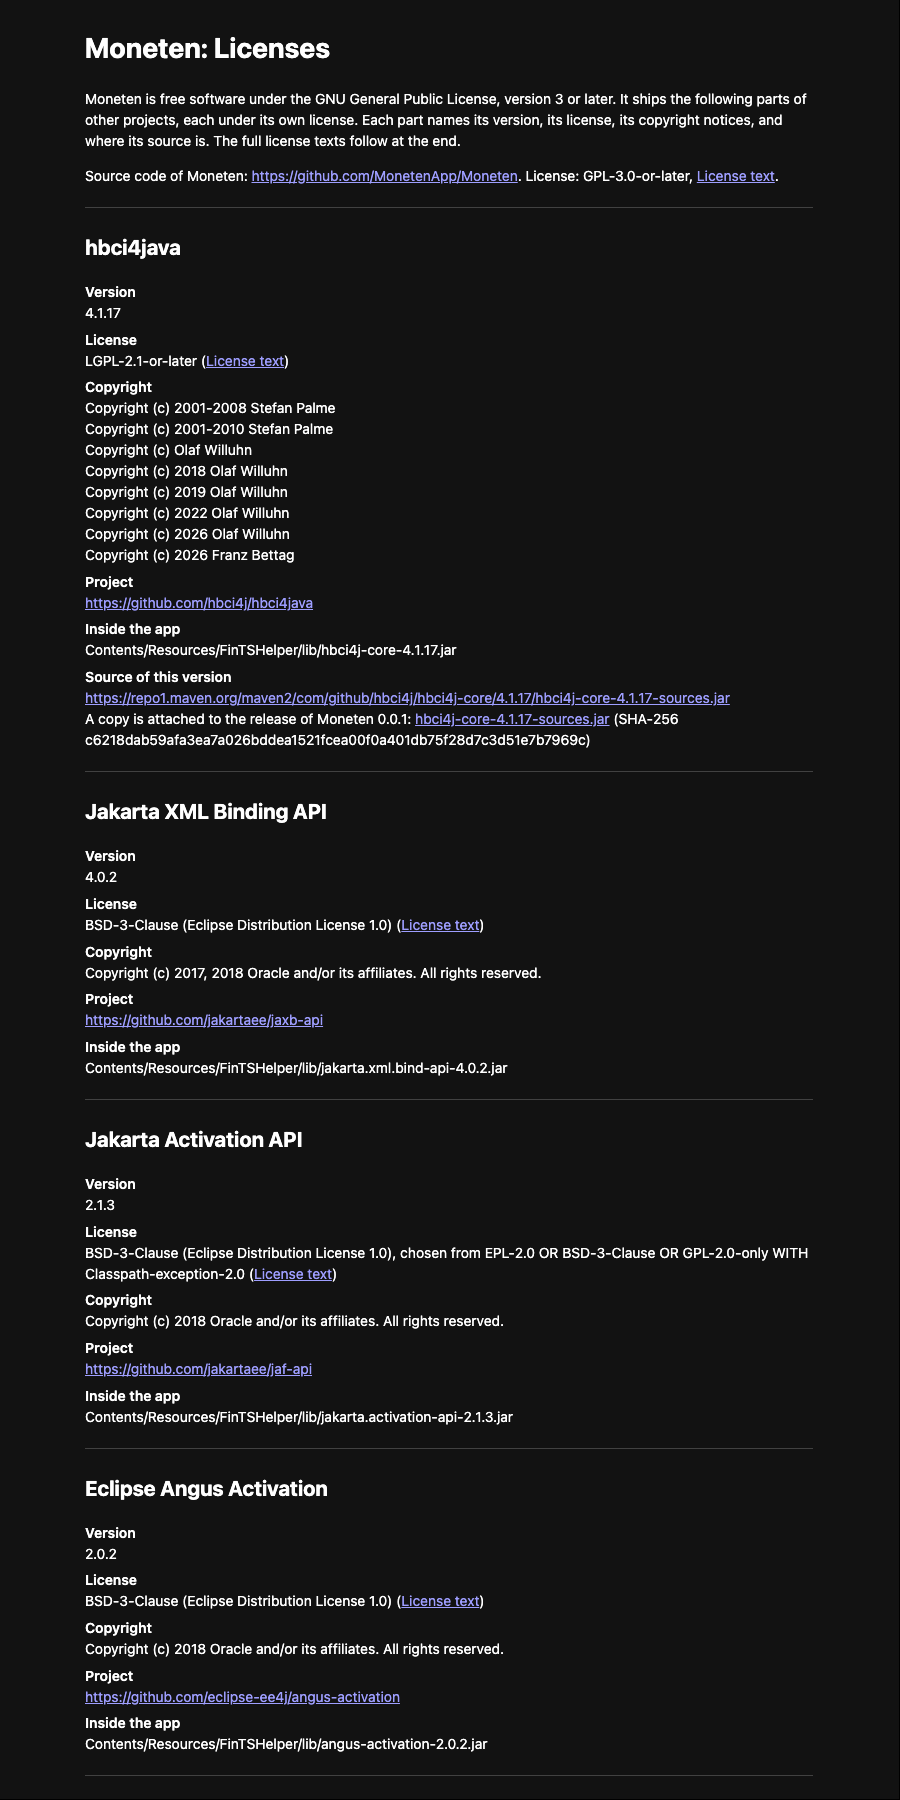 Moneten: Licenses
Moneten is free software under the GNU General Public License, version 3 or later. It ships the following parts of
other projects, each under its own license. Each part names its version, its license, its copyright notices, and
where its source is. The full license texts follow at the end.
Source code of Moneten: https://github.com/MonetenApp/Moneten. License: GPL-3.0-or-later, License text.
hbci4java
Version
4.1.17
License
LGPL-2.1-or-later (License text)
Copyright
Copyright (c) 2001-2008 Stefan Palme
Copyright (c) 2001-2010 Stefan Palme
Copyright (c) Olaf Willuhn
Copyright (c) 2018 Olaf Willuhn
Copyright (c) 2019 Olaf Willuhn
Copyright (c) 2022 Olaf Willuhn
Copyright (c) 2026 Olaf Willuhn
Copyright (c) 2026 Franz Bettag
Project
https://github.com/hbci4j/hbci4java
Inside the app
Contents/Resources/FinTSHelper/lib/hbci4j-core-4.1.17.jar
Source of this version
https://repo1.maven.org/maven2/com/github/hbci4j/hbci4j-core/4.1.17/hbci4j-core-4.1.17-sources.jar
A copy is attached to the release of Moneten 0.0.1: hbci4j-core-4.1.17-sources.jar (SHA-256
c6218dab59afa3ea7a026bddea1521fcea00f0a401db75f28d7c3d51e7b7969c)
Jakarta XML Binding API
Version
4.0.2
License
BSD-3-Clause (Eclipse Distribution License 1.0) (License text)
Copyright
Copyright (c) 2017, 2018 Oracle and/or its affiliates. All rights reserved.
Project
https://github.com/jakartaee/jaxb-api
Inside the app
Contents/Resources/FinTSHelper/lib/jakarta.xml.bind-api-4.0.2.jar
Jakarta Activation API
Version
2.1.3
License
BSD-3-Clause (Eclipse Distribution License 1.0), chosen from EPL-2.0 OR BSD-3-Clause OR GPL-2.0-only WITH
Classpath-exception-2.0 (License text)
Copyright
Copyright (c) 2018 Oracle and/or its affiliates. All rights reserved.
Project
https://github.com/jakartaee/jaf-api
Inside the app
Contents/Resources/FinTSHelper/lib/jakarta.activation-api-2.1.3.jar
Eclipse Angus Activation
Version
2.0.2
License
BSD-3-Clause (Eclipse Distribution License 1.0) (License text)
Copyright
Copyright (c) 2018 Oracle and/or its affiliates. All rights reserved.
Project
https://github.com/eclipse-ee4j/angus-activation
Inside the app
Contents/Resources/FinTSHelper/lib/angus-activation-2.0.2.jar